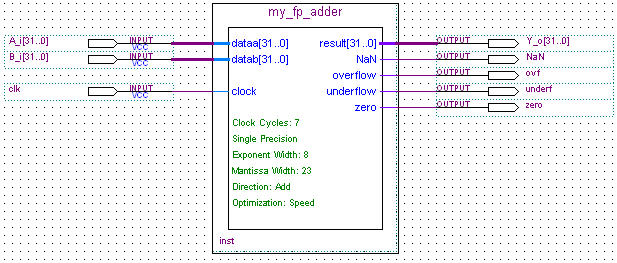 my_fp_adder
A_i[31..0] INPUT VCC dataa[31..0] result[31..0] OUTPUT Y_o[31..0]
B_i[31..0] INPUT VCC datab[31..0] NaN OUTPUT NaN
overflow OUTPUT ovf
clk INPUT VCC clock underflow OUTPUT underf
zero OUTPUT zero
Clock Cycles: 7
Single Precision
Exponent Width: 8
Mantissa Width: 23
Direction: Add
Optimization: Speed
inst